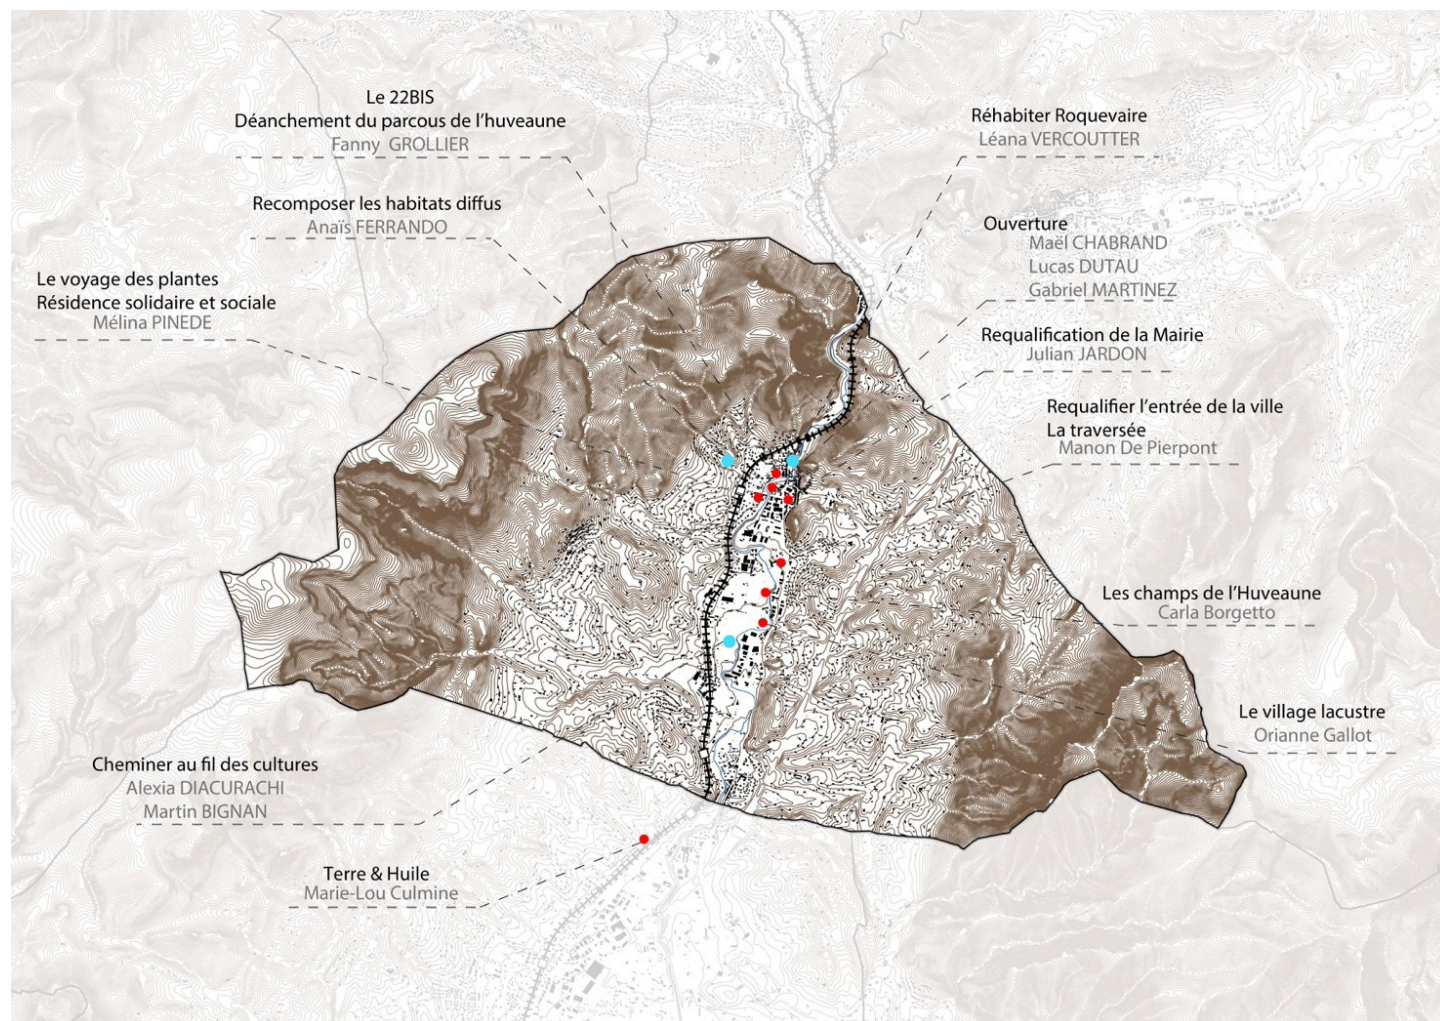 Le 22BIS
Déanchement du parcous de l'huveaune
Fanny GROLLIER
Recomposer les habitats diffus
Anaïs FERRANDO
Le voyage des plantes
Résidence solidaire et sociale
Mélina PINEDE
Réhabiter Roquevaire
Léana VERCOUTTER
Ouverture
Maël CHABRAND
Lucas DUTAU
Gabriel MARTINEZ
Requalification de la Mairie
Julian JARDON
Requalifier l'entrée de la ville
La traversée
Manon De Pierpont
Les champs de l'Huveaune
Carla Borgetto
Le village lacustre
Orianne Gallot
Cheminer au fil des cultures
Alexia DIACURACHI
Martin BIGNAN
Terre & Huile
Marie-Lou Culmine